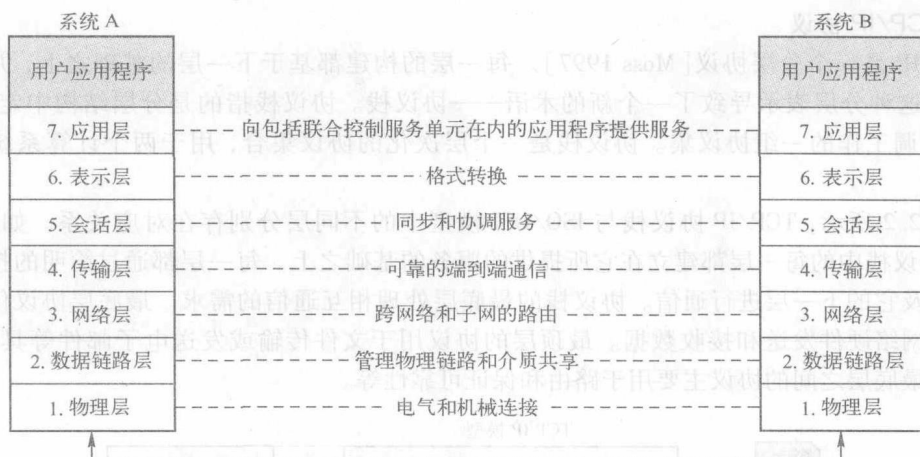 系统 A 系统 B
用户应用程序 用户应用程序
7. 应用层 向包括联合控制服务单元在内的应用程序提供服务 7. 应用层
6. 表示层 格式转换 6. 表示层
5. 会话层 同步和协调服务 5. 会话层
4. 传输层 可靠的端到端通信 4. 传输层
3. 网络层 跨网络和子网的路由 3. 网络层
2. 数据链路层 管理物理链路和介质共享 2. 数据链路层
1. 物理层 电气和机械连接 1. 物理层